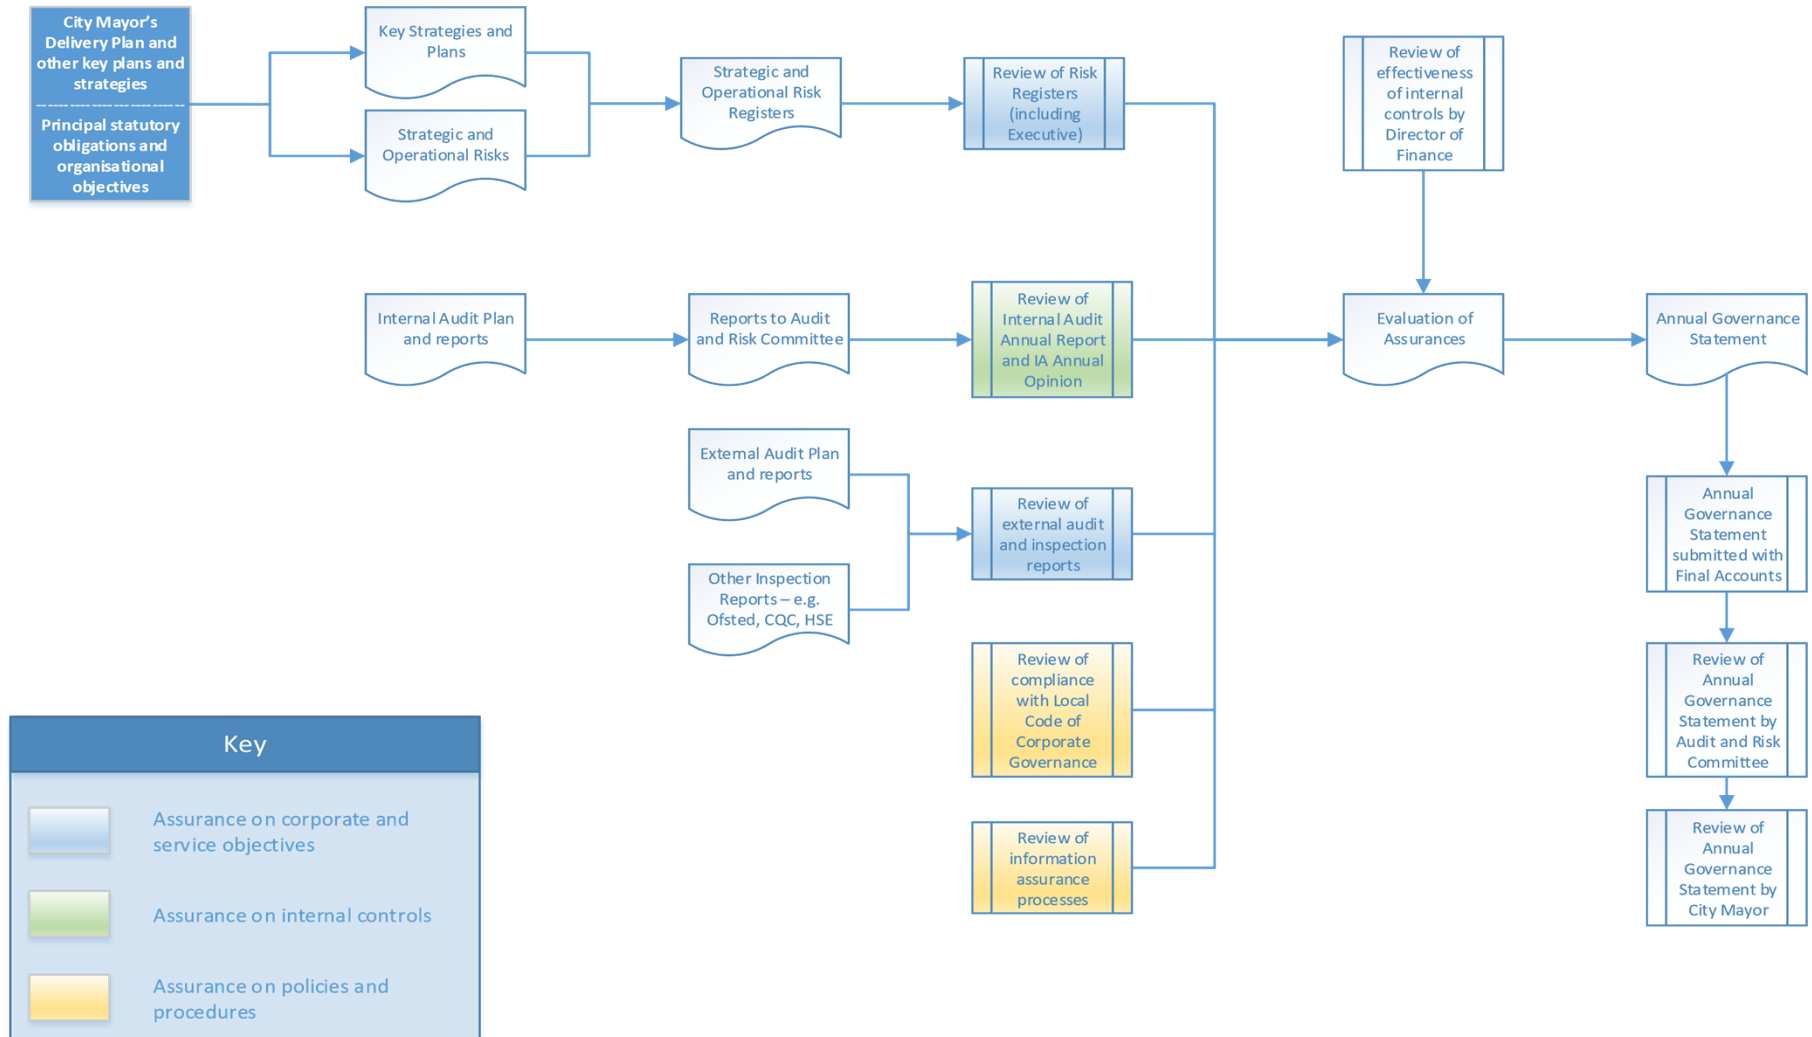 City Mayor's
Delivery Plan and
other key plans and
strategies
----------------------------
Principal statutory
obligations and
organisational
objectives
Key Strategies and
Plans
Strategic and
Operational Risks
Strategic and
Operational Risk
Registers
Review of Risk
Registers
(including
Executive)
Review of
effectiveness
of internal
controls by
Director of
Finance
Internal Audit Plan
and reports
Reports to Audit
and Risk Committee
Review of
Internal Audit
Annual Report
and IA Annual
Opinion
Evaluation of
Assurances
Annual Governance
Statement
External Audit Plan
and reports
Other Inspection
Reports – e.g.
Ofsted, CQC, HSE
Review of
external audit
and inspection
reports
Annual
Governance
Statement
submitted with
Final Accounts
Review of
compliance
with Local
Code of
Corporate
Governance
Review of
Annual
Governance
Statement by
Audit and Risk
Committee
Review of
information
assurance
processes
Review of
Annual
Governance
Statement by
City Mayor
Key
Assurance on corporate and
service objectives
Assurance on internal controls
Assurance on policies and
procedures